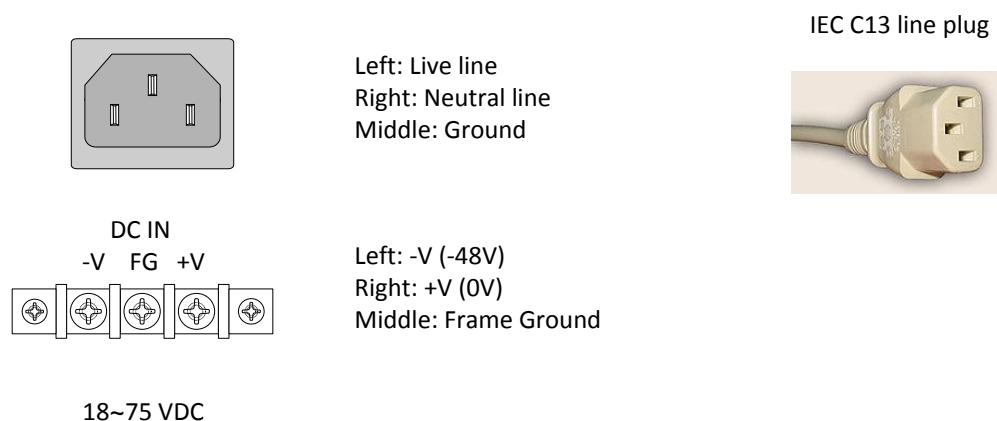 IEC C13 line plug
Left: Live line
Right: Neutral line
Middle: Ground
DC IN
-V FG +V
Left: -V (-48V)
Right: +V (0V)
Middle: Frame Ground
18~75 VDC